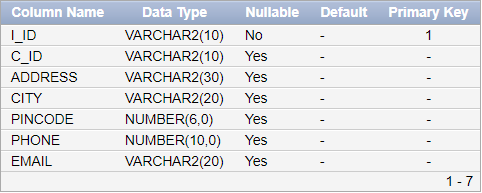 Column Name Data Type Nullable Default Primary Key
I_ID VARCHAR2(10) No - 1
C_ID VARCHAR2(10) Yes - -
ADDRESS VARCHAR2(30) Yes - -
CITY VARCHAR2(20) Yes - -
PINCODE NUMBER(6,0) Yes - -
PHONE NUMBER(10,0) Yes - -
EMAIL VARCHAR2(20) Yes - -
1 - 7